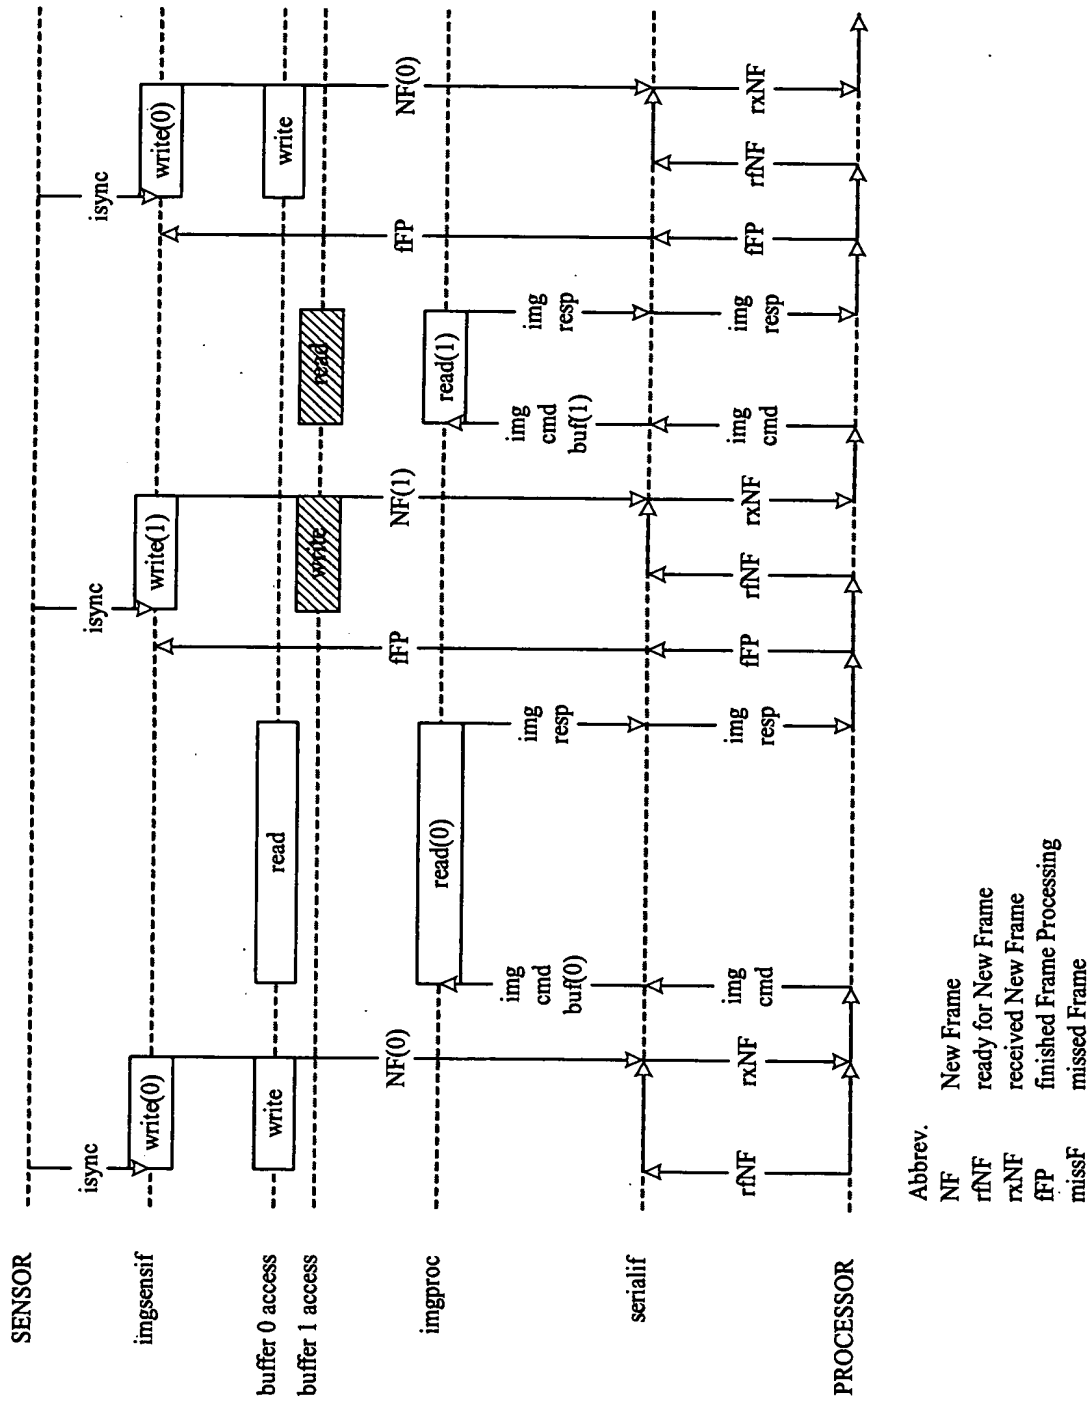 SENSOR
isync
isync
isync
imgsensif
write(0)
write(1)
write(0)
buffer 0 access
write
read
write
buffer 1 access
write
read
NF(0)
fFP
NF(1)
fFP
NF(0)
imgproc
read(0)
read(1)
img
cmd
buf(0)
img
resp
img
cmd
buf(1)
img
resp
serialif
rfNF
rxNF
img
cmd
img
resp
fFP
rfNF
rxNF
img
cmd
img
resp
fFP
rfNF
rxNF
PROCESSOR
Abbrev.
NF New Frame
rfNF ready for New Frame
rxNF received New Frame
fFP finished Frame Processing
missF missed Frame